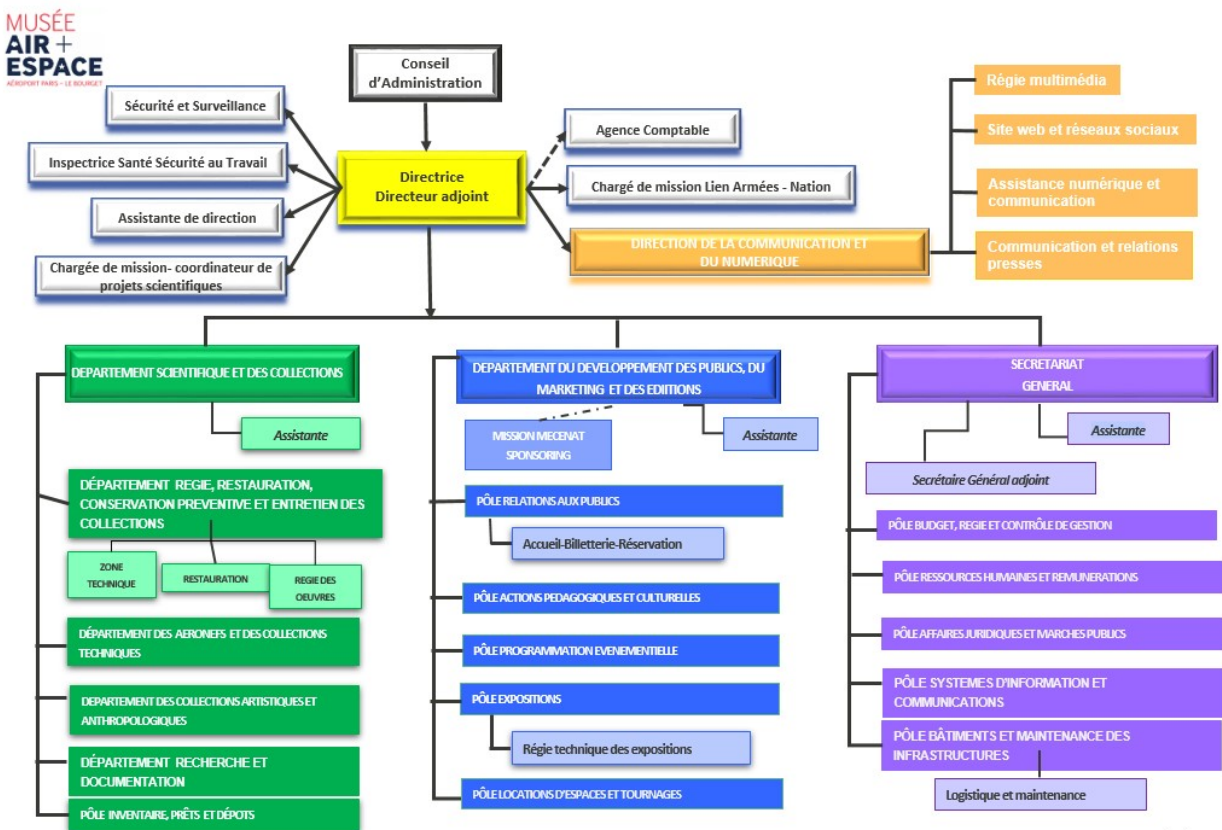 MUSÉE
AIR +
ESPACE
AÉROPORT PARIS – LE BOURGET
Conseil
d'Administration
Sécurité et Surveillance
Inspectrice Santé Sécurité au Travail
Assistante de direction
Chargée de mission- coordinateur de
projets scientifiques
Directrice
Directeur adjoint
Agence Comptable
Chargé de mission Lien Armées - Nation
DIRECTION DE LA COMMUNICATION ET
DU NUMERIQUE
Régie multimédia
Site web et réseaux sociaux
Assistance numérique et
communication
Communication et relations
presses
DEPARTEMENT SCIENTIFIQUE ET DES COLLECTIONS
Assistante
DÉPARTEMENT REGIE, RESTAURATION,
CONSERVATION PREVENTIVE ET ENTRETIEN DES
COLLECTIONS
ZONE
TECHNIQUE
RESTAURATION
REGIE DES
OEUVRES
DÉPARTEMENT DES AERONEFS ET DES COLLECTIONS
TECHNIQUES
DEPARTEMENT DES COLLECTIONS ARTISTIQUES ET
ANTHROPOLOGIQUES
DÉPARTEMENT RECHERCHE ET
DOCUMENTATION
PÔLE INVENTAIRE, PRÊTS ET DÉPOTS
DEPARTEMENT DU DEVELOPPEMENT DES PUBLICS, DU
MARKETING ET DES EDITIONS
MISSION MECENAT
SPONSORING
Assistante
PÔLE RELATIONS AUX PUBLICS
Accueil-Billetterie-Réservation
PÔLE ACTIONS PEDAGOGIQUES ET CULTURELLES
PÔLE PROGRAMMATION EVENEMENTIELLE
PÔLE EXPOSITIONS
Régie technique des expositions
PÔLE LOCATIONS D'ESPACES ET TOURNAGES
SECRETARIAT
GENERAL
Assistante
Secrétaire Général adjoint
PÔLE BUDGET, REGIE ET CONTRÔLE DE GESTION
PÔLE RESSOURCES HUMAINES ET REMUNERATIONS
PÔLE AFFAIRES JURIDIQUES ET MARCHES PUBLICS
PÔLE SYSTEMES D'INFORMATION ET
COMMUNICATIONS
PÔLE BÂTIMENTS ET MAINTENANCE DES
INFRASTRUCTURES
Logistique et maintenance